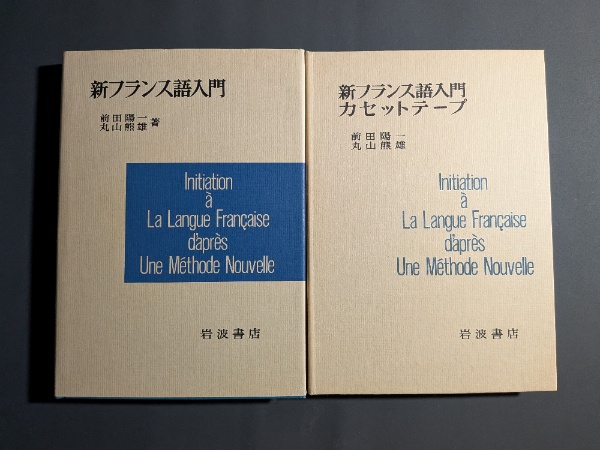 新フランス語入門
前田陽一
丸山熊雄 著
Initiation
à
La Langue Française
d'après
Une Méthode Nouvelle
岩波書店
新フランス語入門
カセットテープ
前田陽一
丸山熊雄
Initiation
à
La Langue Française
d'après
Une Méthode Nouvelle
岩波書店